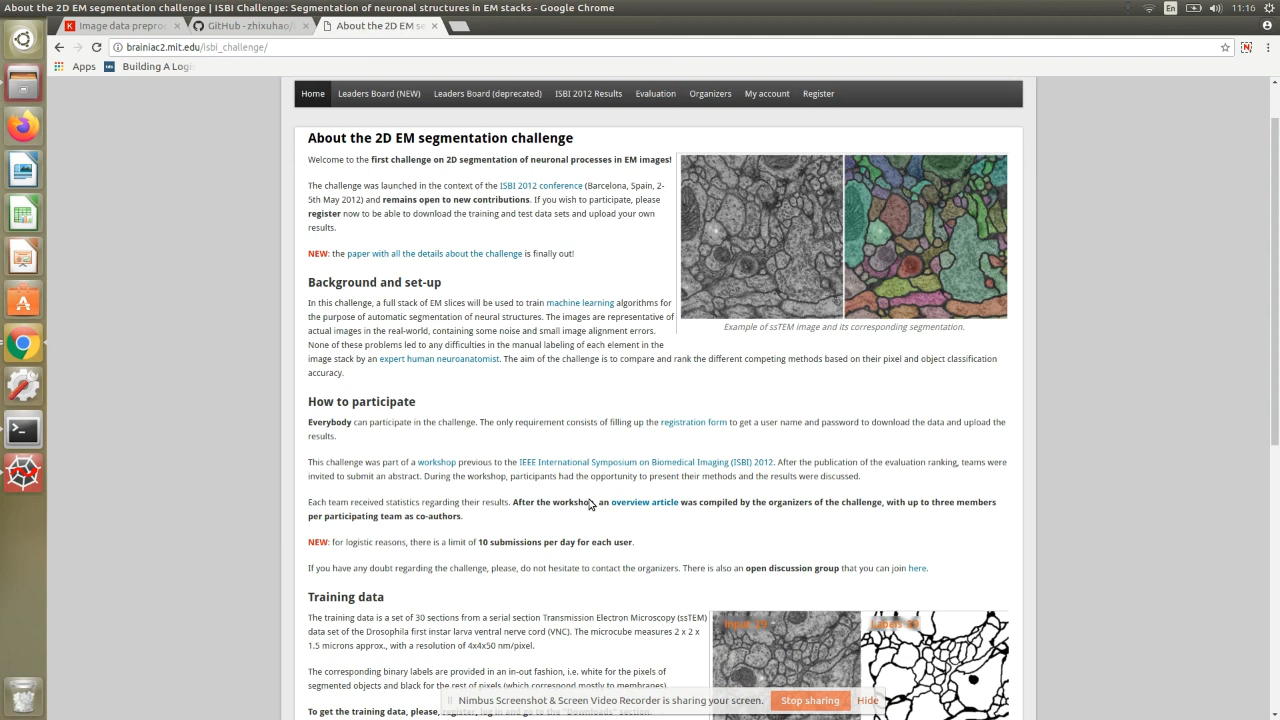 About the 2D EM segmentation challenge | ISBI Challenge: Segmentation of neuronal structures in EM stacks - Google Chrome
En
11:16
Image data preproc
GitHub - zhixuhao/
About the 2D EM se
brainiac2.mit.edu/isbi_challenge/
Apps
Building A Logi
Home
Leaders Board (NEW)
Leaders Board (deprecated)
ISBI 2012 Results
Evaluation
Organizers
My account
Register
About the 2D EM segmentation challenge
Welcome to the first challenge on 2D segmentation of neuronal processes in EM images!
The challenge was launched in the context of the ISBI 2012 conference (Barcelona, Spain, 2-
5th May 2012) and remains open to new contributions. If you wish to participate, please
register now to be able to download the training and test data sets and upload your own
results.
NEW: the paper with all the details about the challenge is finally out!
Example of ssTEM image and its corresponding segmentation.
Background and set-up
In this challenge, a full stack of EM slices will be used to train machine learning algorithms for
the purpose of automatic segmentation of neural structures. The images are representative of
actual images in the real-world, containing some noise and small image alignment errors.
None of these problems led to any difficulties in the manual labeling of each element in the
image stack by an expert human neuroanatomist. The aim of the challenge is to compare and rank the different competing methods based on their pixel and object classification
accuracy.
How to participate
Everybody can participate in the challenge. The only requirement consists of filling up the registration form to get a user name and password to download the data and upload the
results.
This challenge was part of a workshop previous to the IEEE International Symposium on Biomedical Imaging (ISBI) 2012. After the publication of the evaluation ranking, teams were
invited to submit an abstract. During the workshop, participants had the opportunity to present their methods and the results were discussed.
Each team received statistics regarding their results. After the workshop, an overview article was compiled by the organizers of the challenge, with up to three members
per participating team as co-authors.
NEW: for logistic reasons, there is a limit of 10 submissions per day for each user.
If you have any doubt regarding the challenge, please, do not hesitate to contact the organizers. There is also an open discussion group that you can join here.
Training data
The training data is a set of 30 sections from a serial section Transmission Electron Microscopy (ssTEM)
data set of the Drosophila first instar larva ventral nerve cord (VNC). The microcube measures 2 x 2 x
1.5 microns approx., with a resolution of 4x4x50 nm/pixel.
The corresponding binary labels are provided in an in-out fashion, i.e. white for the pixels of
segmented objects and black for the rest of pixels (which correspond mostly to membranes).
To get the training data, please, register, log in and go to the "Downloads" section.
Nimbus Screenshot & Screen Video Recorder is sharing your screen.
Stop sharing
Hide